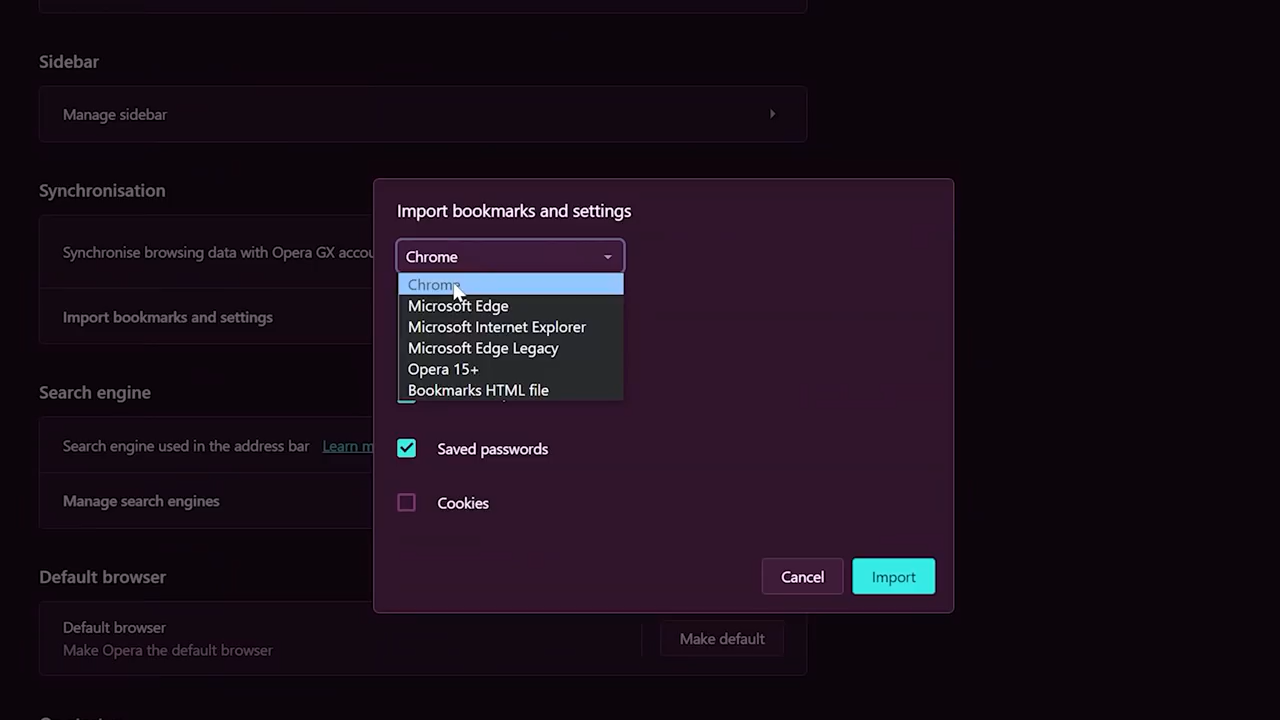 Sidebar
Manage sidebar
Synchronisation
Synchronise browsing data with Opera GX
Import bookmarks and settings
Search engine
Search engine used in the address bar Learn
Manage search engines
Default browser
Default browser
Make Opera the default browser
Make default
Import bookmarks and settings
Chrome
Chrome
Microsoft Edge
Microsoft Internet Explorer
Microsoft Edge Legacy
Opera 15+
Bookmarks HTML file
Saved passwords
Cookies
Cancel
Import